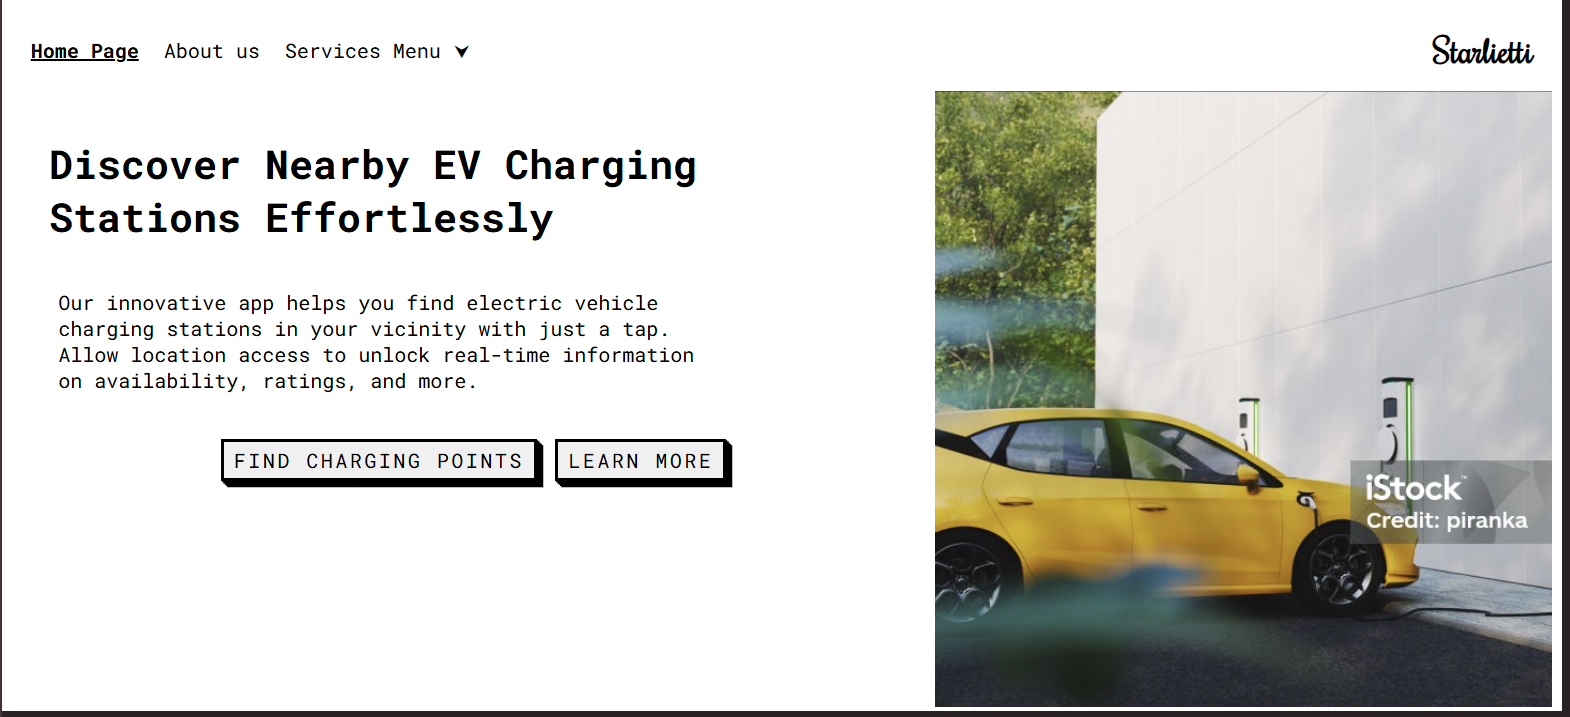 Home Page About us Services Menu
Starlietti
Discover Nearby EV Charging
Stations Effortlessly
Our innovative app helps you find electric vehicle
charging stations in your vicinity with just a tap.
Allow location access to unlock real-time information
on availability, ratings, and more.
FIND CHARGING POINTS LEARN MORE
iStock™
Credit: piranka